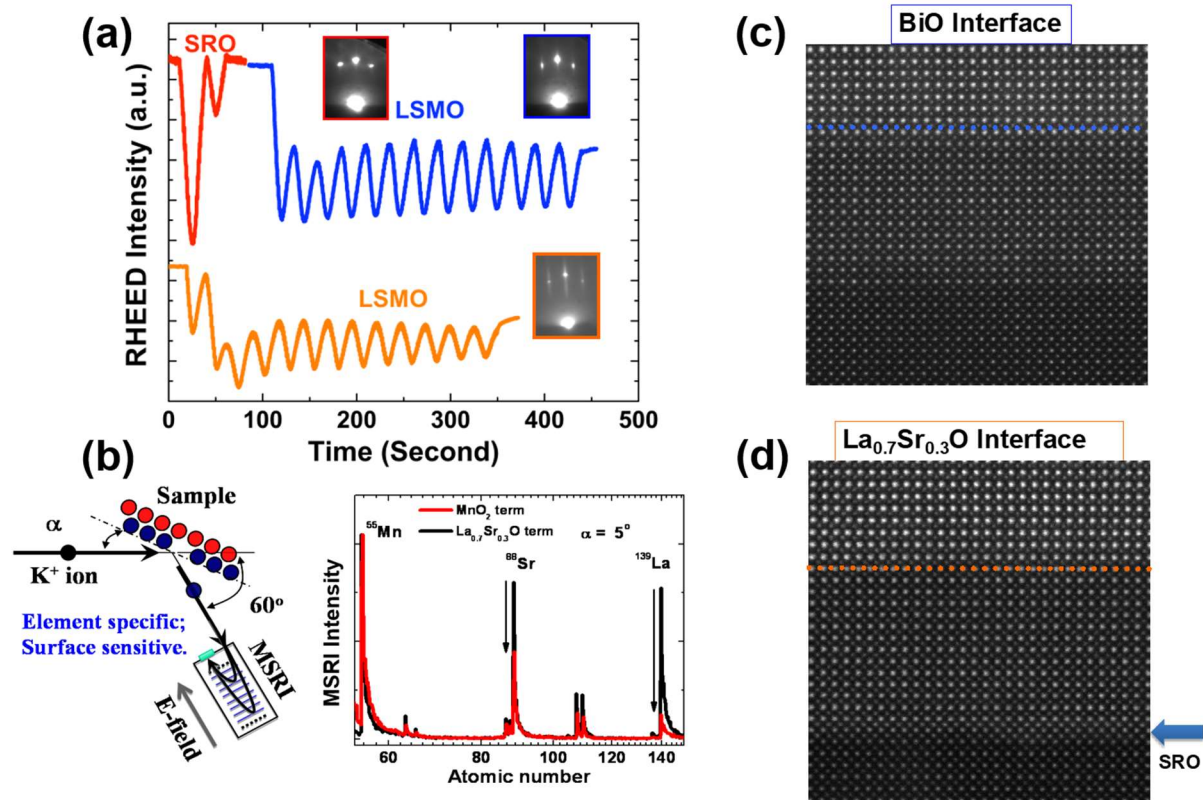 (a)
SRO
LSMO
LSMO
RHEED Intensity (a.u.)
0 100 200 300 400 500
Time (Second)
(b)
Sample
α
K⁺ ion
60°
Element specific;
Surface sensitive.
MSRI
E-field
MnO₂ term
La₀.₇Sr₀.₃O term
α = 5°
⁵⁵Mn
⁸⁸Sr
¹³⁹La
MSRI Intensity
60 80 100 120 140
Atomic number
(c)
BiO Interface
(d)
La₀.₇Sr₀.₃O Interface
SRO